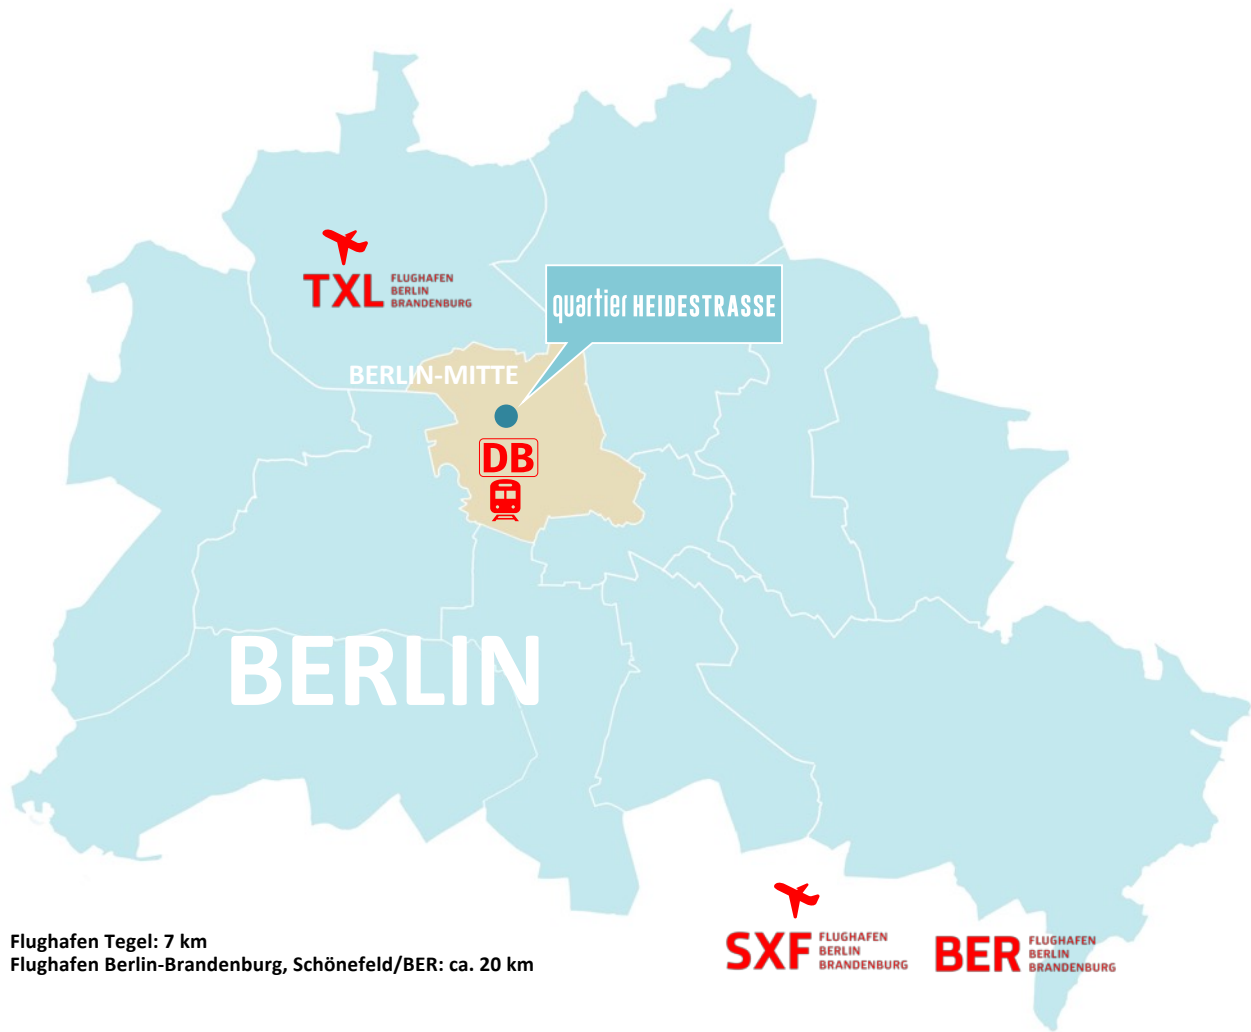 TXL
FLUGHAFEN
BERLIN
BRANDENBURG
quartier HEIDESTRASSE
BERLIN-MITTE
DB
BERLIN
Flughafen Tegel: 7 km
Flughafen Berlin-Brandenburg, Schönefeld/BER: ca. 20 km
SXF
FLUGHAFEN
BERLIN
BRANDENBURG
BER
FLUGHAFEN
BERLIN
BRANDENBURG